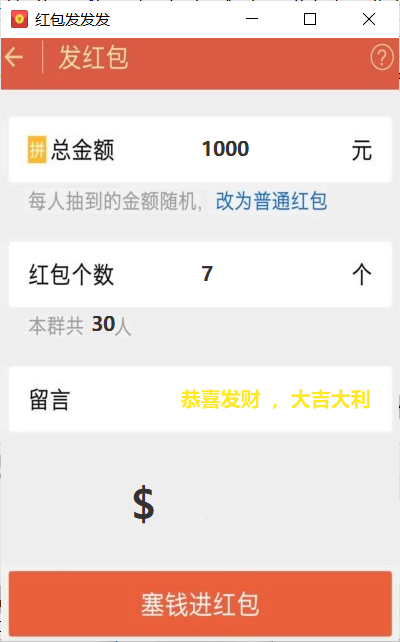 红包发发发
发红包
拼 总金额 1000 元
每人抽到的金额随机，改为普通红包
红包个数 7 个
本群共 30人
留言 恭喜发财 ，大吉大利
$
塞钱进红包